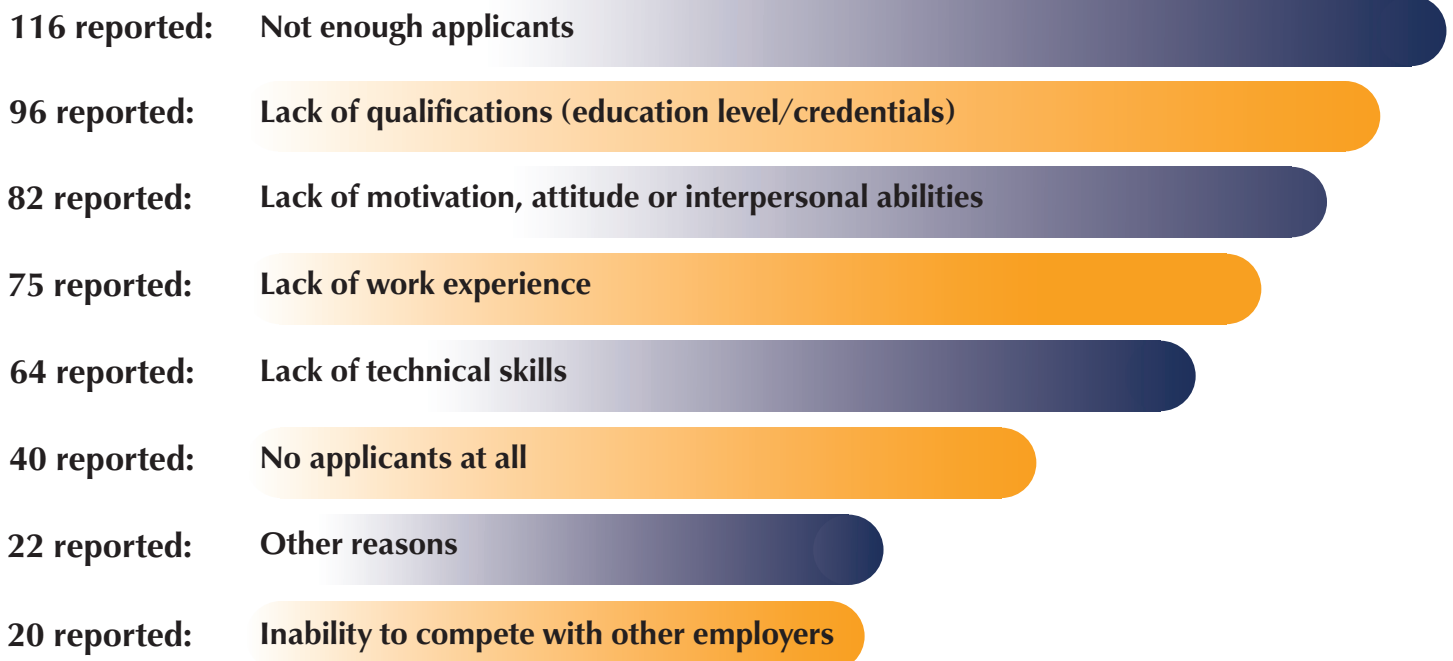 116 reported: Not enough applicants
96 reported: Lack of qualifications (education level/credentials)
82 reported: Lack of motivation, attitude or interpersonal abilities
75 reported: Lack of work experience
64 reported: Lack of technical skills
40 reported: No applicants at all
22 reported: Other reasons
20 reported: Inability to compete with other employers